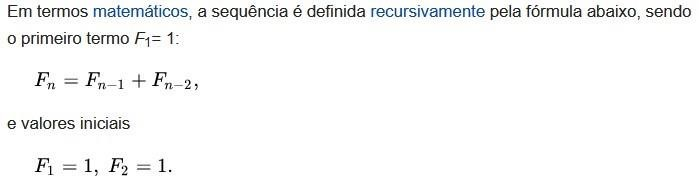 Em termos matemáticos, a sequência é definida recursivamente pela fórmula abaixo, sendo
o primeiro termo F₁= 1:
Fₙ = Fₙ₋₁ + Fₙ₋₂,
e valores iniciais
F₁ = 1, F₂ = 1.